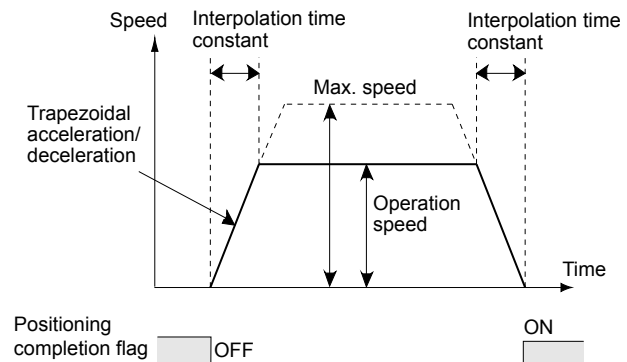 Speed
Interpolation time
constant
Interpolation time
constant
Max. speed
Trapezoidal
acceleration/
deceleration
Operation
speed
Time
Positioning
completion flag
OFF
ON